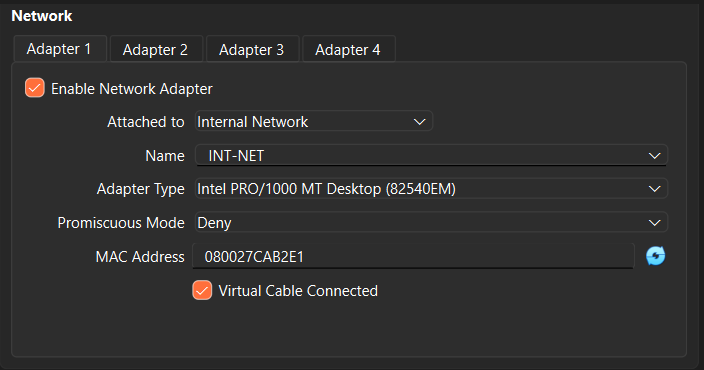 Network
Adapter 1 Adapter 2 Adapter 3 Adapter 4
Enable Network Adapter
Attached to Internal Network
Name INT-NET
Adapter Type Intel PRO/1000 MT Desktop (82540EM)
Promiscuous Mode Deny
MAC Address 080027CAB2E1
Virtual Cable Connected